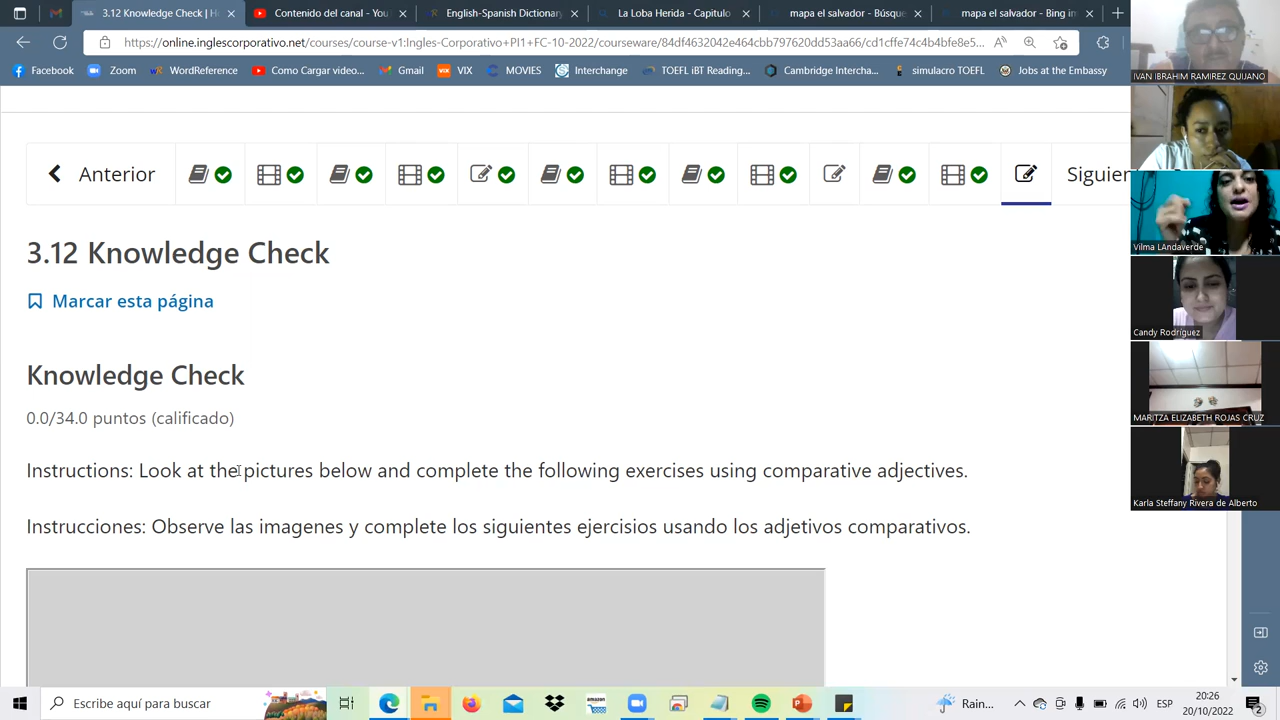 3.12 Knowledge Check | H
Contenido del canal - You
English-Spanish Dictionary
La Loba Herida - Capitulo
mapa el salvador - Búsque
mapa el salvador - Bing im
https://online.inglescorporativo.net/courses/course-v1:Ingles-Corporativo+PI1+FC-10-2022/courseware/84df4632042e464cbb797620dd53aa66/cd1cffe74c4b4bfe8e5...
Facebook
Zoom
WordReference
Como Cargar video...
Gmail
VIX
MOVIES
Interchange
TOEFL iBT Reading...
Cambridge Intercha...
simulacro TOEFL
Jobs at the Embassy
IVAN IBRAHIM RAMIREZ QUIJANO
Anterior
Siguien
Vilma LAndaverde
3.12 Knowledge Check
Marcar esta página
Candy Rodríguez
Knowledge Check
0.0/34.0 puntos (calificado)
MARITZA ELIZABETH ROJAS CRUZ
Instructions: Look at the pictures below and complete the following exercises using comparative adjectives.
Karla Steffany Rivera de Alberto
Instrucciones: Observe las imagenes y complete los siguientes ejercisios usando los adjetivos comparativos.
Escribe aquí para buscar
amazon
Rain...
ESP
20:26
20/10/2022
2